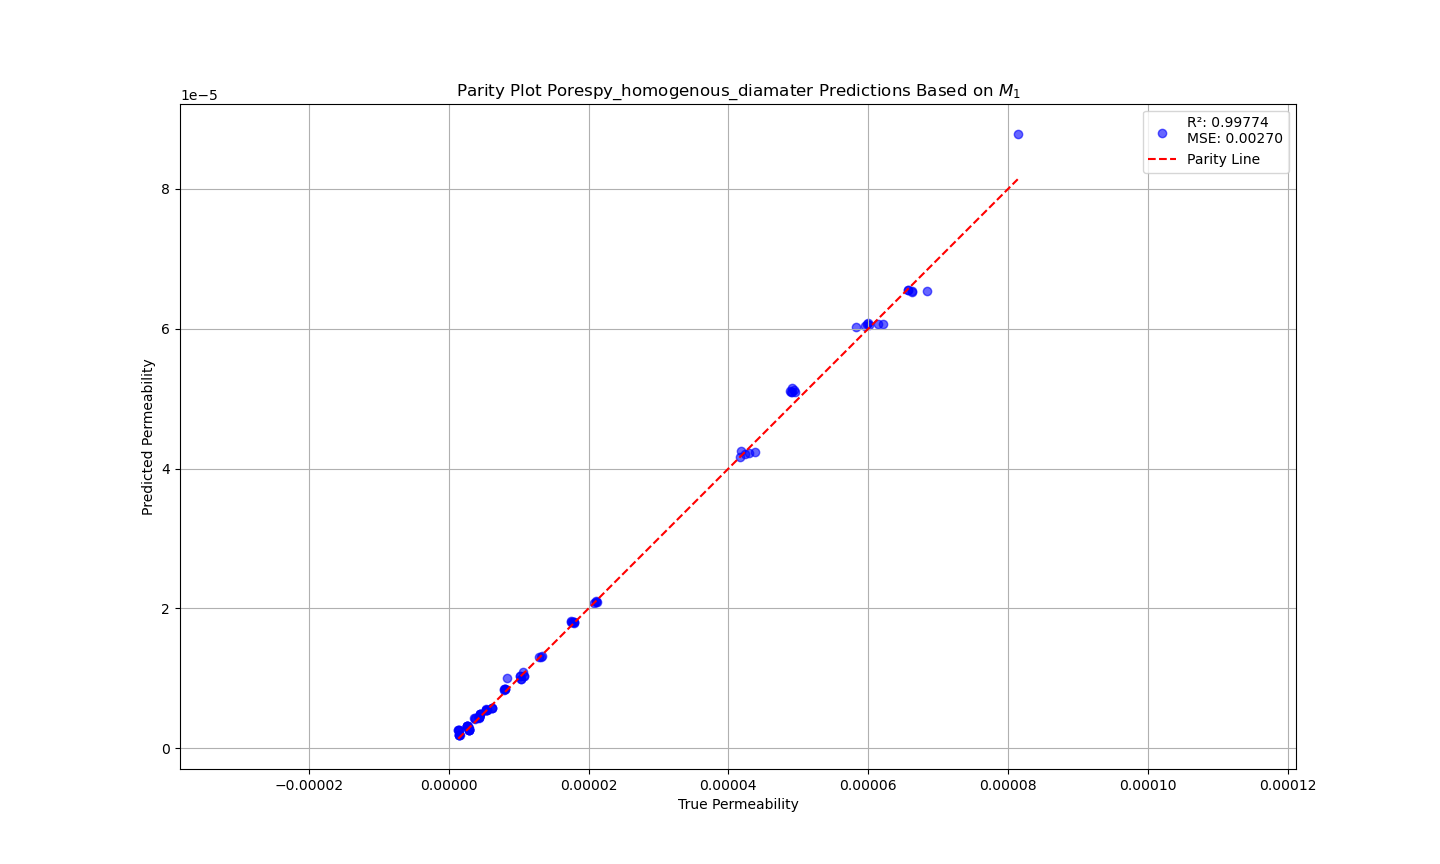 Parity Plot Porespy_homogenous_diamater Predictions Based on M₁
1e−5
R²: 0.99774
MSE: 0.00270
Parity Line
8
6
4
2
0
Predicted Permeability
−0.00002
0.00000
0.00002
0.00004
0.00006
0.00008
0.00010
0.00012
True Permeability